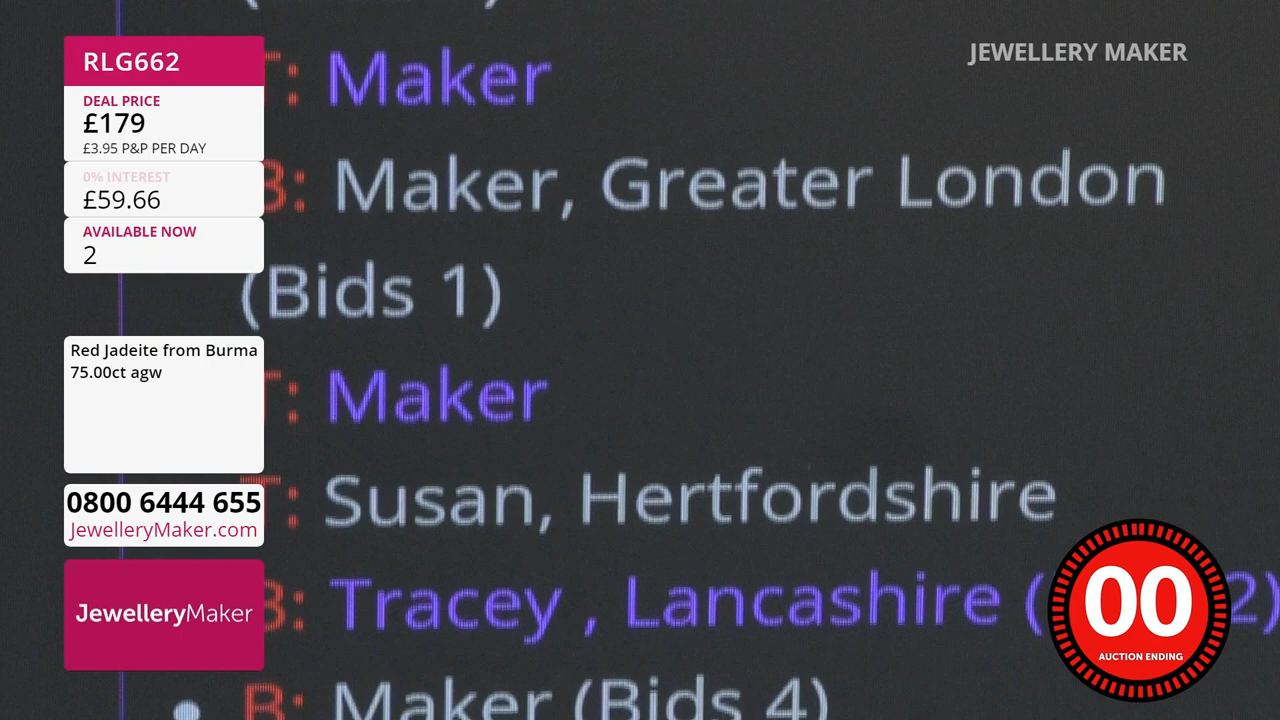 RLG662
DEAL PRICE
£179
£3.95 P&P PER DAY
0% INTEREST
£59.66
AVAILABLE NOW
2
Red Jadeite from Burma
75.00ct agw
0800 6444 655
JewelleryMaker.com
JewelleryMaker
JEWELLERY MAKER
T: Maker
B: Maker, Greater London
(Bids 1)
T: Maker
T: Susan, Hertfordshire
B: Tracey , Lancashire ( 2)
B: Maker (Bids 4)
00
AUCTION ENDING